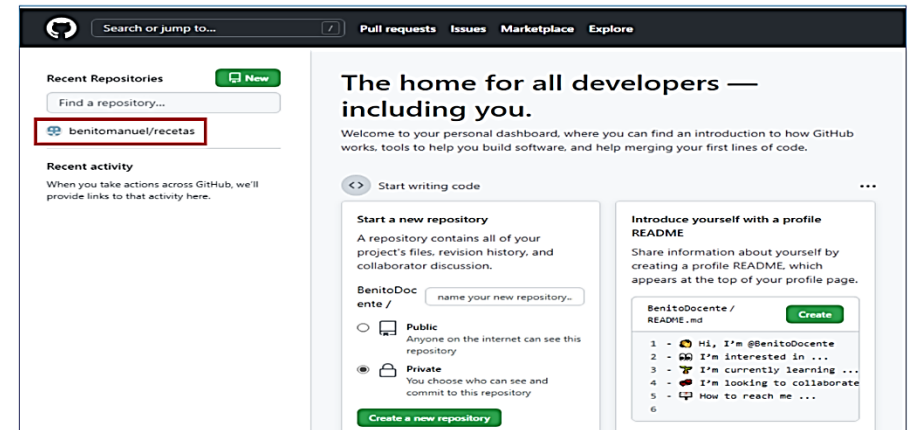 Search or jump to... /
Pull requests Issues Marketplace Explore
Recent Repositories
New
Find a repository...
benitomanuel/recetas
Recent activity
When you take actions across GitHub, we'll
provide links to that activity here.
The home for all developers —
including you.
Welcome to your personal dashboard, where you can find an introduction to how GitHub
works, tools to help you build software, and help merging your first lines of code.
<> Start writing code
...
Start a new repository
A repository contains all of your
project's files, revision history, and
collaborator discussion.
BenitoDoc
ente /
name your new repository..
Public
Anyone on the internet can see this
repository
Private
You choose who can see and
commit to this repository
Create a new repository
Introduce yourself with a profile
README
Share information about yourself by
creating a profile README, which
appears at the top of your profile page.
BenitoDocente /
README.md
Create
1 - 👋 Hi, I'm @BenitoDocente
2 - 👀 I'm interested in ...
3 - 🌱 I'm currently learning ...
4 - 💞️ I'm looking to collaborate
5 - 📫 How to reach me ...
6